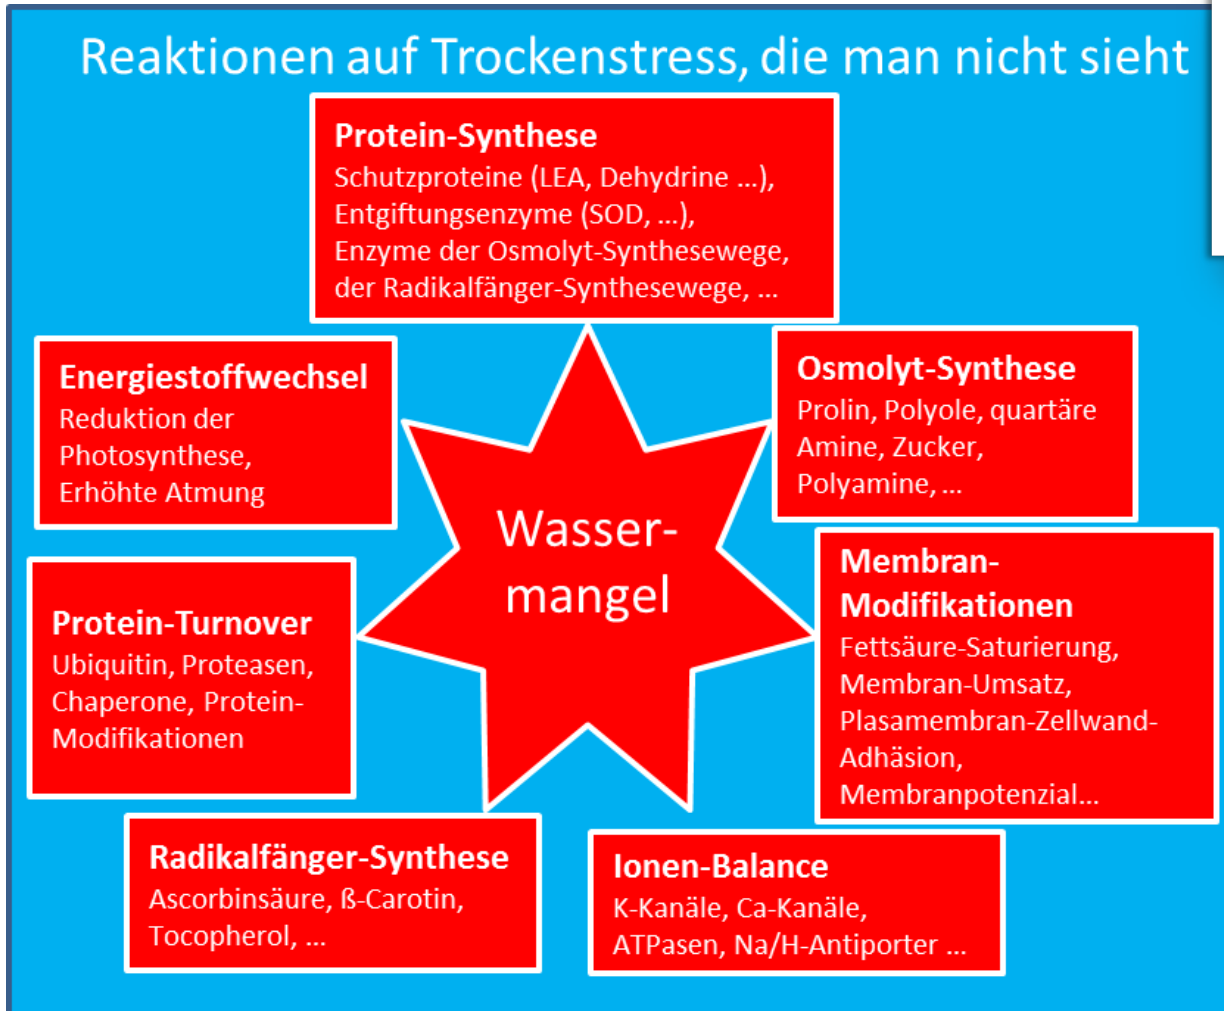 Reaktionen auf Trockenstress, die man nicht sieht
Protein-Synthese
Schutzproteine (LEA, Dehydrine ...),
Entgiftungsenzyme (SOD, ...),
Enzyme der Osmolyt-Synthesewege,
der Radikalfänger-Synthesewege, ...
Energiestoffwechsel
Reduktion der
Photosynthese,
Erhöhte Atmung
Osmolyt-Synthese
Prolin, Polyole, quartäre
Amine, Zucker,
Polyamine, ...
Wasser-
mangel
Protein-Turnover
Ubiquitin, Proteasen,
Chaperone, Protein-
Modifikationen
Membran-
Modifikationen
Fettsäure-Saturierung,
Membran-Umsatz,
Plasamembran-Zellwand-
Adhäsion,
Membranpotenzial...
Radikalfänger-Synthese
Ascorbinsäure, ß-Carotin,
Tocopherol, ...
Ionen-Balance
K-Kanäle, Ca-Kanäle,
ATPasen, Na/H-Antiporter ...